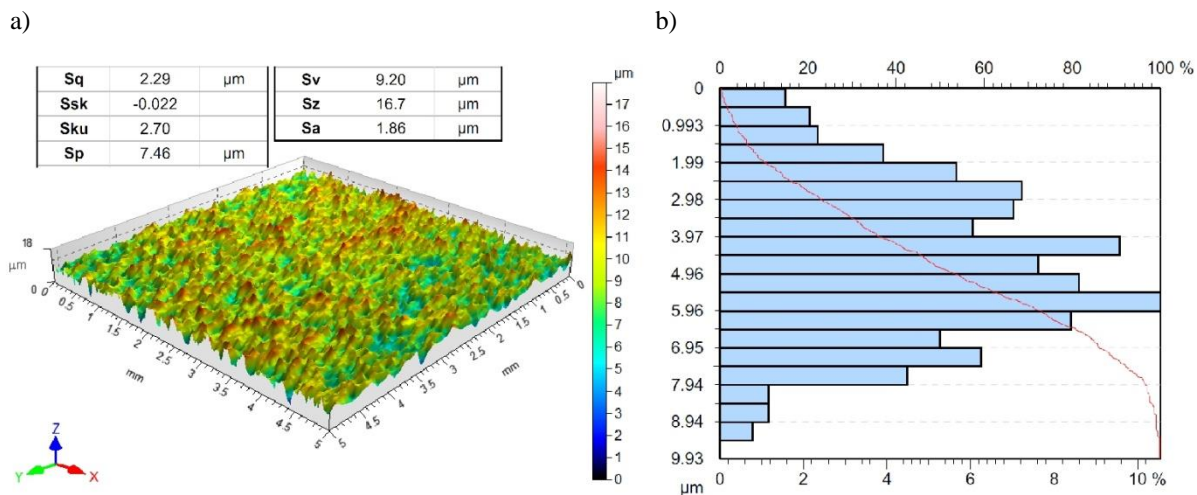 a)
b)
Sq 2.29 µm
Ssk -0.022
Sku 2.70
Sp 7.46 µm
Sv 9.20 µm
Sz 16.7 µm
Sa 1.86 µm
µm
17
16
15
14
13
12
11
10
9
8
7
6
5
4
3
2
1
0
18
µm
0
0 0.5 1 1.5 2 2.5 3 3.5 4 4.5 5
mm
5 4.5 4 3.5 3 2.5 2 1.5 1 0.5 0
mm
Z
Y
X
0 20 40 60 80 100 %
0
0.993
1.99
2.98
3.97
4.96
5.96
6.95
7.94
8.94
9.93
0 2 4 6 8 10 %
µm